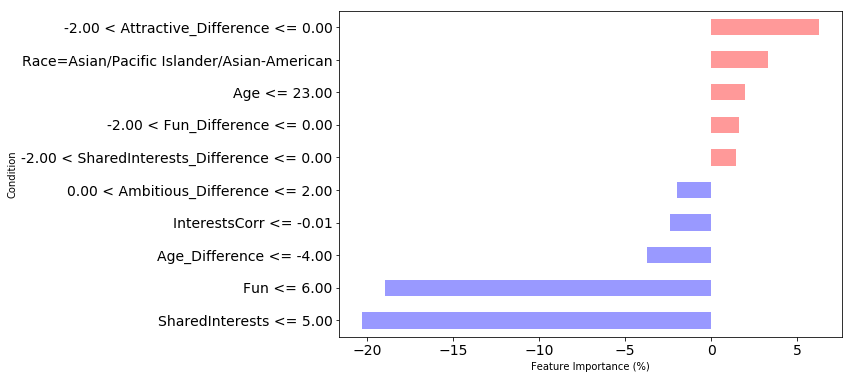 -2.00 < Attractive_Difference <= 0.00
Race=Asian/Pacific Islander/Asian-American
Age <= 23.00
-2.00 < Fun_Difference <= 0.00
-2.00 < SharedInterests_Difference <= 0.00
0.00 < Ambitious_Difference <= 2.00
InterestsCorr <= -0.01
Age_Difference <= -4.00
Fun <= 6.00
SharedInterests <= 5.00
Condition
−20 −15 −10 −5 0 5
Feature Importance (%)